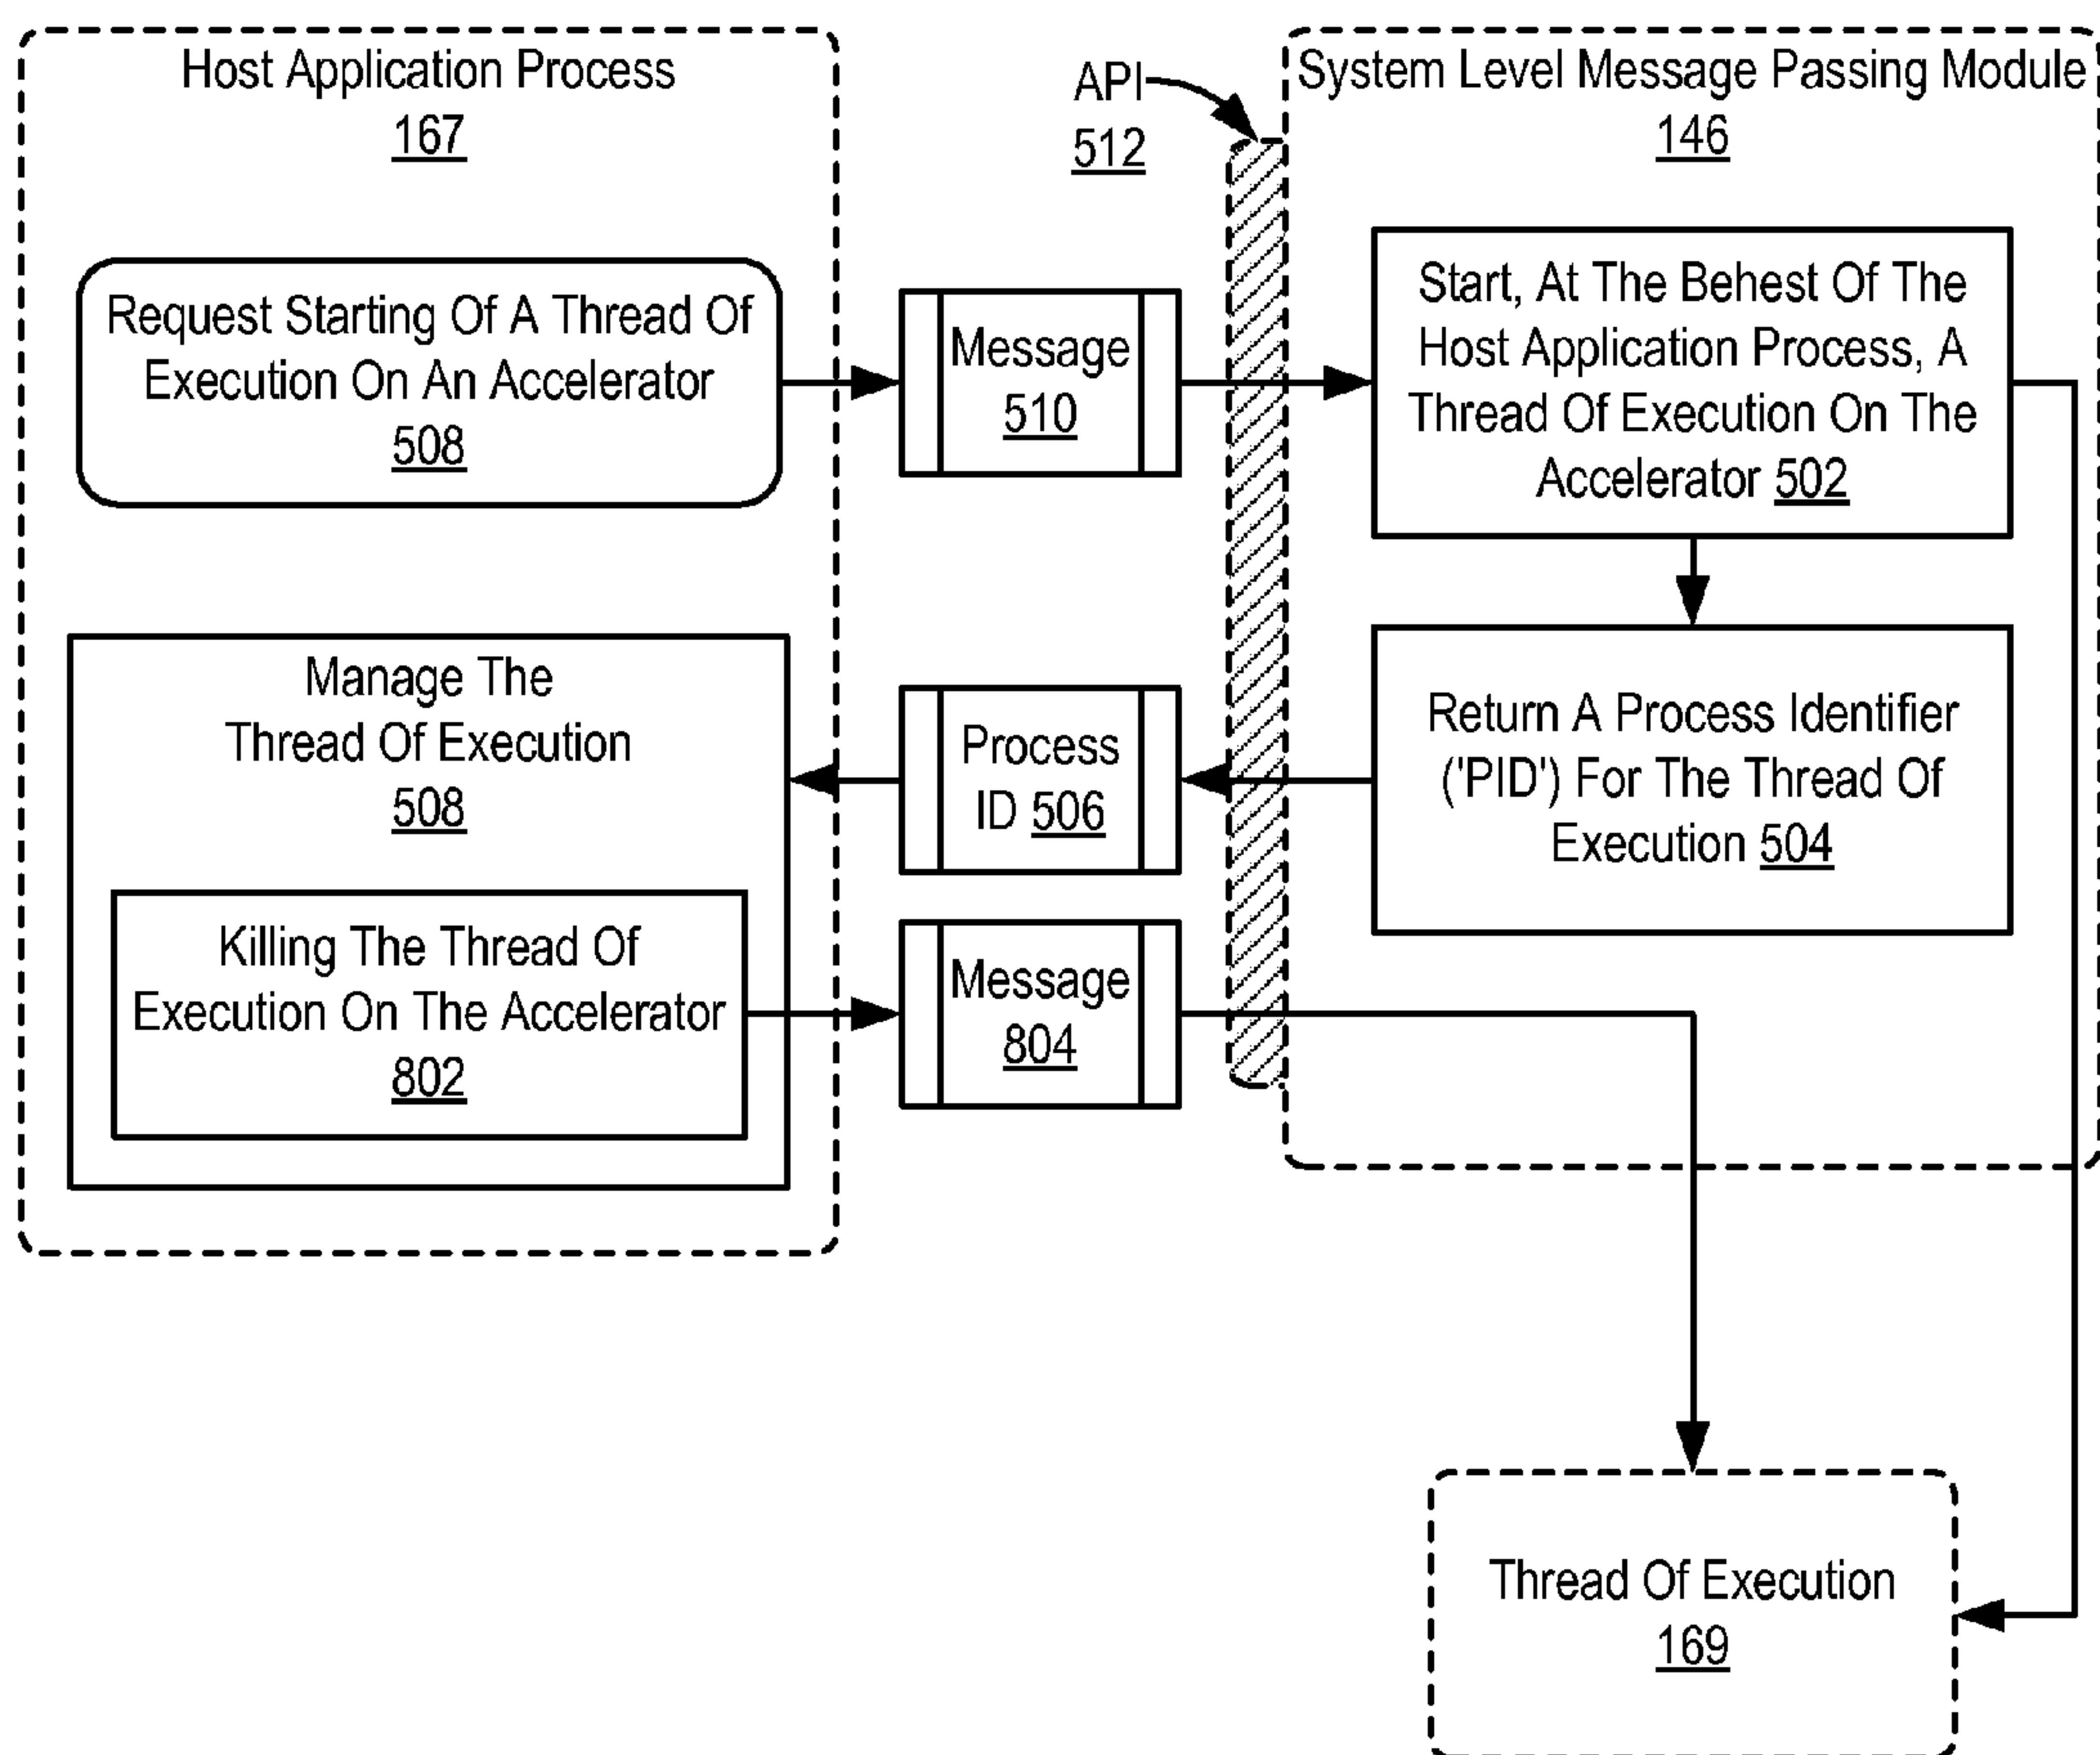 Host Application Process
167
API
512
System Level Message Passing Module
146
Request Starting Of A Thread Of
Execution On An Accelerator
508
Message
510
Start, At The Behest Of The
Host Application Process, A
Thread Of Execution On The
Accelerator 502
Manage The
Thread Of Execution
508
Process
ID 506
Return A Process Identifier
('PID') For The Thread Of
Execution 504
Killing The Thread Of
Execution On The Accelerator
802
Message
804
Thread Of Execution
169